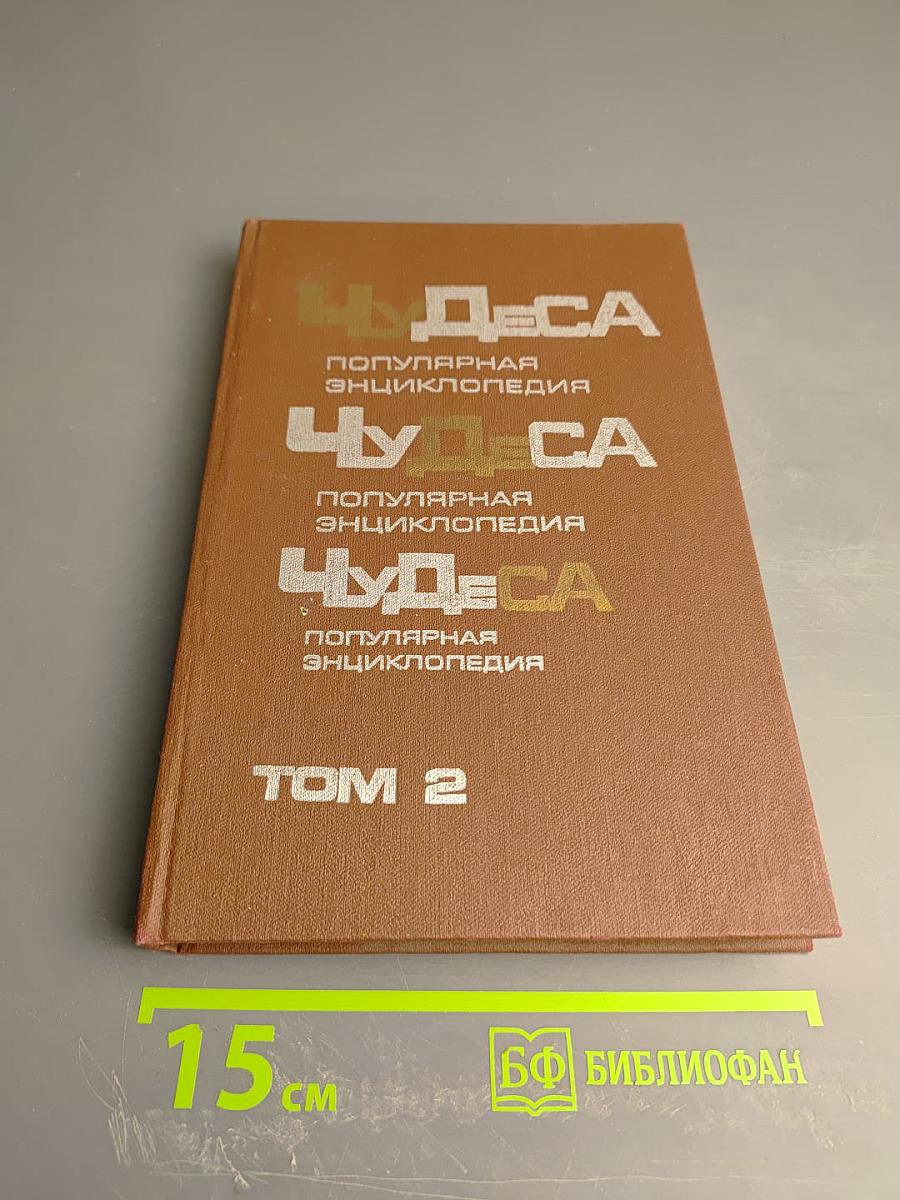 ЧУДЕСА
ПОПУЛЯРНАЯ
ЭНЦИКЛОПЕДИЯ
ЧУДЕСА
ПОПУЛЯРНАЯ
ЭНЦИКЛОПЕДИЯ
ЧУДЕСА
ПОПУЛЯРНАЯ
ЭНЦИКЛОПЕДИЯ
ТОМ 2
15 см
БФ БИБЛИОФАН